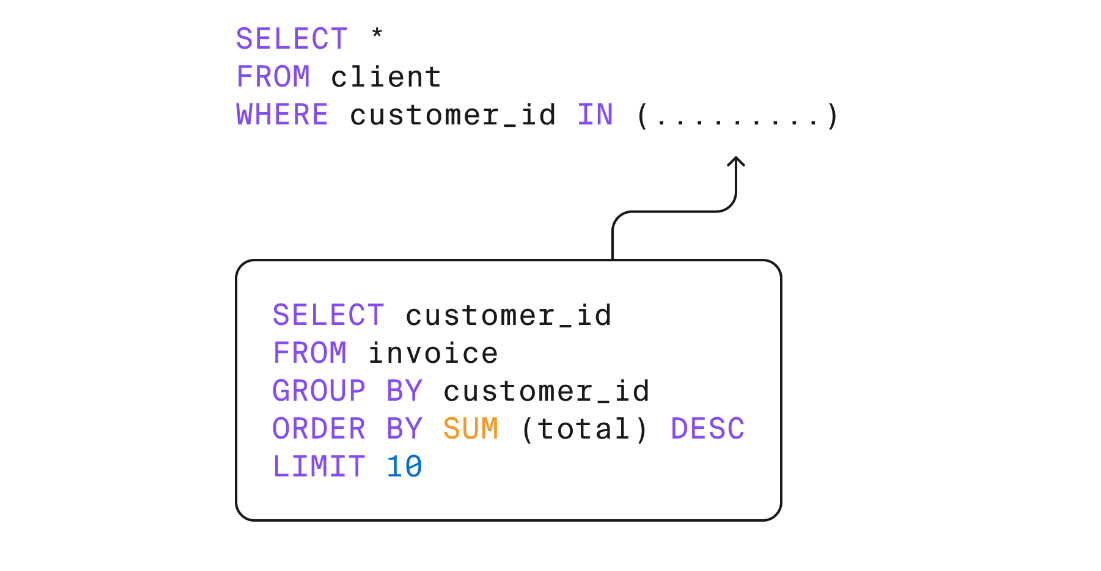 SELECT *
FROM client
WHERE customer_id IN (.........)
SELECT customer_id
FROM invoice
GROUP BY customer_id
ORDER BY SUM (total) DESC
LIMIT 10